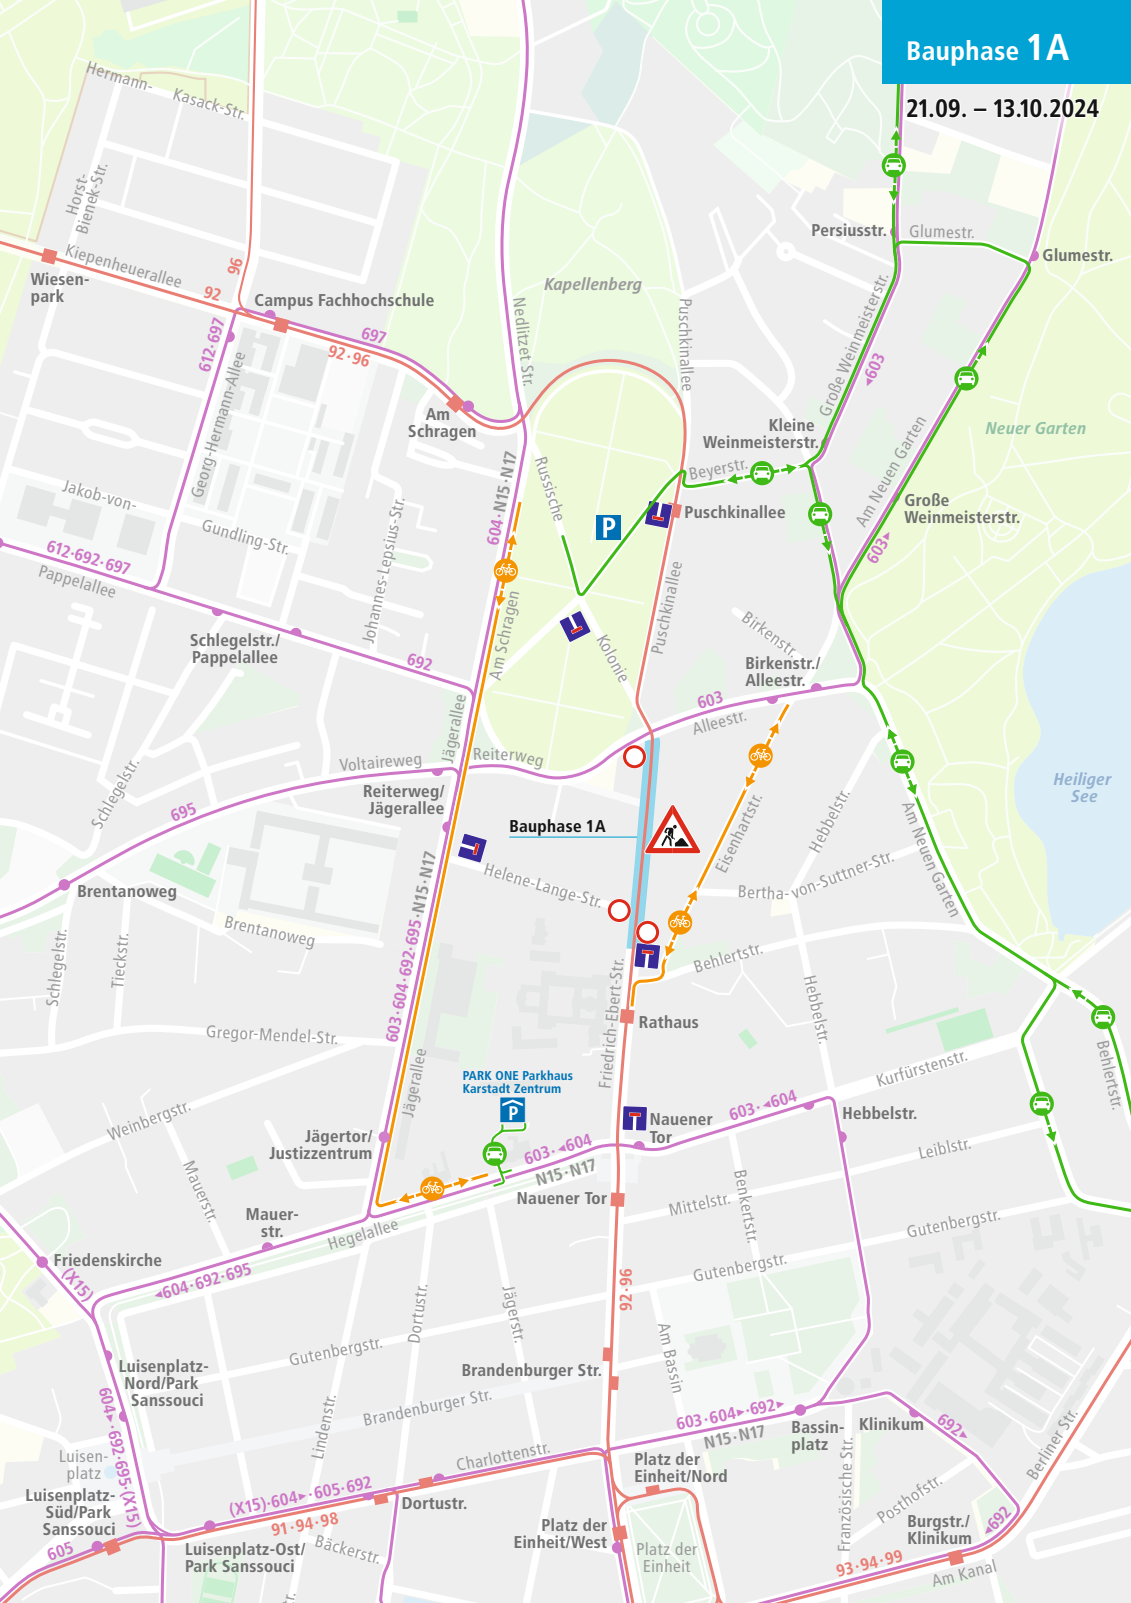 Bauphase 1A
21.09. – 13.10.2024
Hermann-
Kasack-Str.
Horst-
Bienek-Str.
Persiusstr.
Glumestr.
Glumestr.
Kiepenheuerallee
96
Wiesen-
park
92
Campus Fachhochschule
697
92·96
612·697
Kapellenberg
Nedlitzer Str.
Puschkinallee
Große Weinmeisterstr.
◂603
Am
Schragen
Georg-Hermann-Allee
Kleine
Weinmeisterstr.
Neuer Garten
Am Neuen Garten
Beyerstr.
Jakob-von-
Gundling-Str.
Russische
604·N15·N17
P
Puschkinallee
Große
Weinmeisterstr.
603▸
612·692·697
Pappelallee
Johannes-Lepsius-Str.
Am Schragen
Kolonie
Puschkinallee
Birkenstr.
Schlegelstr./
Pappelallee
692
Birkenstr./
Alleestr.
603
Alleestr.
Jägerallee
Voltaireweg
Reiterweg
Reiterweg/
Jägerallee
Heiliger
See
Schlegelstr.
695
Bauphase 1A
Eisenhartstr.
Hebbelstr.
Am Neuen Garten
Helene-Lange-Str.
Bertha-von-Suttner-Str.
Brentanoweg
Brentanoweg
603·604·692·695·N15·N17
Schlegelstr.
Tieckstr.
Behlertstr.
Hebbelstr.
Friedrich-Ebert-Str.
Rathaus
Gregor-Mendel-Str.
Jägerallee
PARK ONE Parkhaus
Karstadt Zentrum
P
Kurfürstenstr.
Behlertstr.
Weinbergstr.
603·◂604
Nauener
Tor
Hebbelstr.
Jägertor/
Justizzentrum
603·◂604
N15·N17
Leiblstr.
Mauerstr.
Nauener Tor
Mittelstr.
Benkertstr.
Mauer-
str.
Hegelallee
Gutenbergstr.
Friedenskirche
(X15)
◂604·692·695
Gutenbergstr.
92·96
Dortustr.
Jägerstr.
Gutenbergstr.
Am Bassin
Luisenplatz-
Nord/Park
Sanssouci
Brandenburger Str.
Brandenburger Str.
604◂·692·695·(X15)
Lindenstr.
603·604▸·692▸
N15·N17
Bassin-
platz
Klinikum
692▸
Berliner Str.
Luisen-
platz
Charlottenstr.
Platz der
Einheit/Nord
Französische Str.
Posthofstr.
Luisenplatz-
Süd/Park
Sanssouci
(X15)·604▸·605·692
Dortustr.
91·94·98
Platz der
Einheit/West
Burgstr./
Klinikum
◂692
605
Luisenplatz-Ost/
Park Sanssouci
Bäckerstr.
Platz der
Einheit
93·94·99
Am Kanal